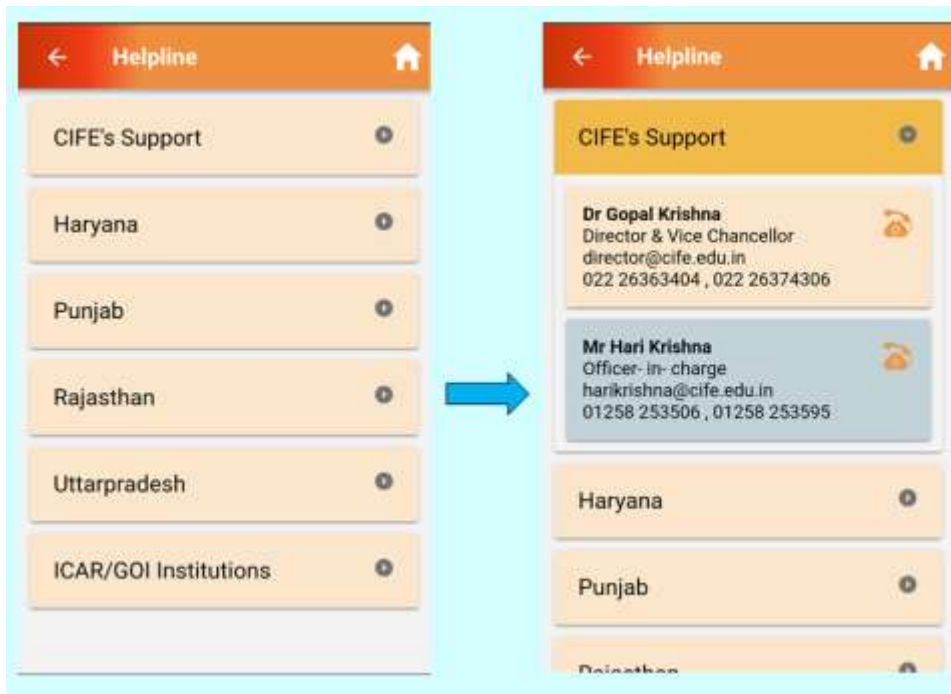 Helpline
CIFE's Support
Haryana
Punjab
Rajasthan
Uttarpradesh
ICAR/GOI Institutions
Helpline
CIFE's Support
Dr Gopal Krishna
Director & Vice Chancellor
director@cife.edu.in
022 26363404 , 022 26374306
Mr Hari Krishna
Officer- in- charge
harikrishna@cife.edu.in
01258 253506 , 01258 253595
Haryana
Punjab